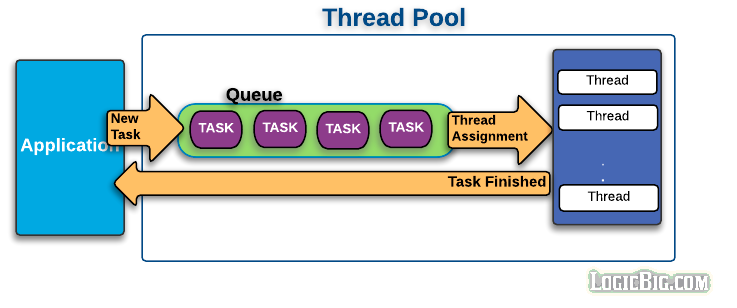 Thread Pool
Application
New
Task
Queue
TASK TASK TASK TASK
Thread
Assignment
Thread
Thread
.
.
Thread
Task Finished
LogicBig.com